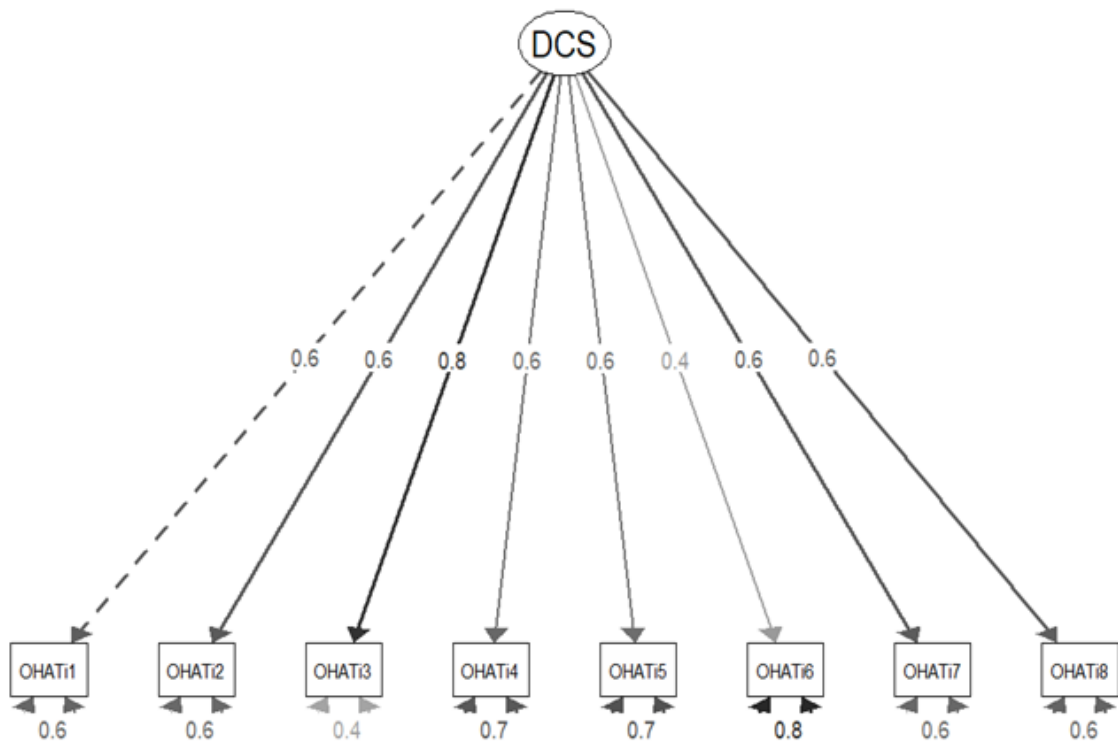 DCS
0.6 0.6 0.8 0.6 0.6 0.4 0.6 0.6
OHATi1 OHATi2 OHATi3 OHATi4 OHATi5 OHATi6 OHATi7 OHATi8
0.6 0.6 0.4 0.7 0.7 0.8 0.6 0.6